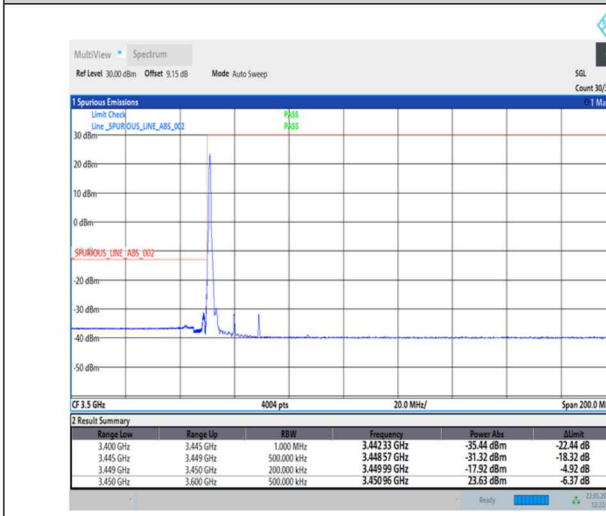 MultiView Spectrum
Ref Level 30.00 dBm Offset 9.15 dB Mode Auto Sweep SGL
Count 30/
1 Spurious Emissions 1 Ma
Limit Check PASS
Line _SPURIOUS_LINE_ABS_002 PASS
30 dBm
20 dBm
10 dBm
0 dBm
_SPURIOUS_LINE_ABS_002
-20 dBm
-30 dBm
-40 dBm
-50 dBm
CF 3.5 GHz 4004 pts 20.0 MHz/ Span 200.0 M
2 Result Summary
Range Low Range Up RBW Frequency Power Abs ΔLimit
3.400 GHz 3.445 GHz 1.000 MHz 3.44233 GHz -35.44 dBm -22.44 dB
3.445 GHz 3.449 GHz 500.000 kHz 3.44857 GHz -31.32 dBm -18.32 dB
3.449 GHz 3.450 GHz 200.000 kHz 3.44999 GHz -17.92 dBm -4.92 dB
3.450 GHz 3.600 GHz 500.000 kHz 3.45096 GHz 23.63 dBm -6.37 dB
Ready